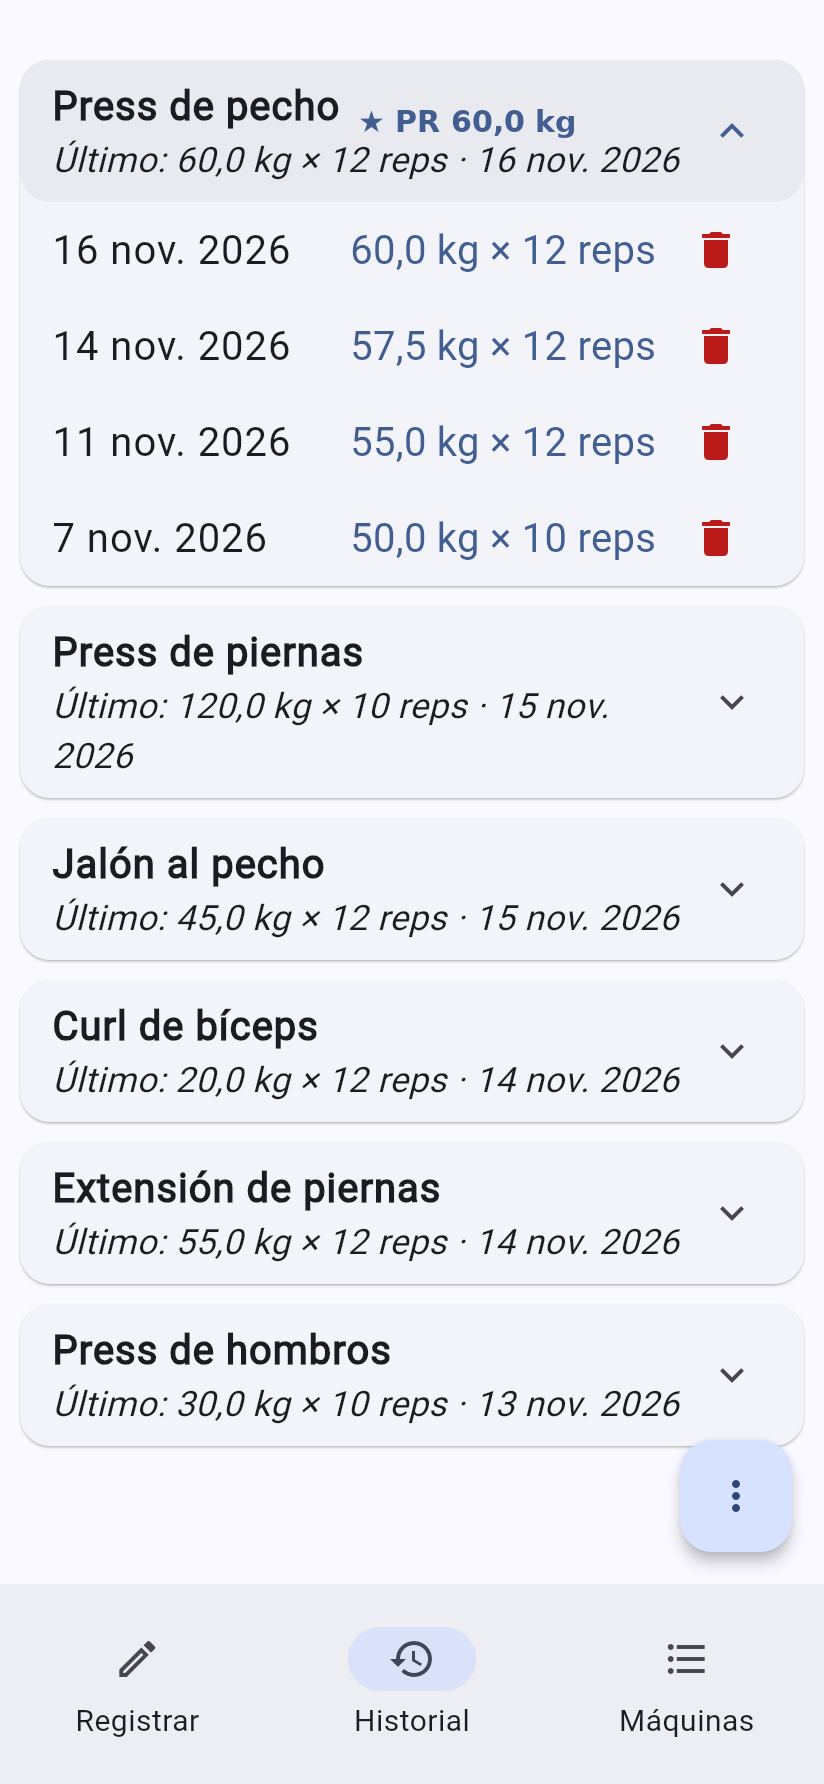 Press de pecho ★ PR 60,0 kg
Último: 60,0 kg × 12 reps · 16 nov. 2026
16 nov. 2026 60,0 kg × 12 reps
14 nov. 2026 57,5 kg × 12 reps
11 nov. 2026 55,0 kg × 12 reps
7 nov. 2026 50,0 kg × 10 reps
Press de piernas
Último: 120,0 kg × 10 reps · 15 nov.
2026
Jalón al pecho
Último: 45,0 kg × 12 reps · 15 nov. 2026
Curl de bíceps
Último: 20,0 kg × 12 reps · 14 nov. 2026
Extensión de piernas
Último: 55,0 kg × 12 reps · 14 nov. 2026
Press de hombros
Último: 30,0 kg × 10 reps · 13 nov. 2026
Registrar Historial Máquinas